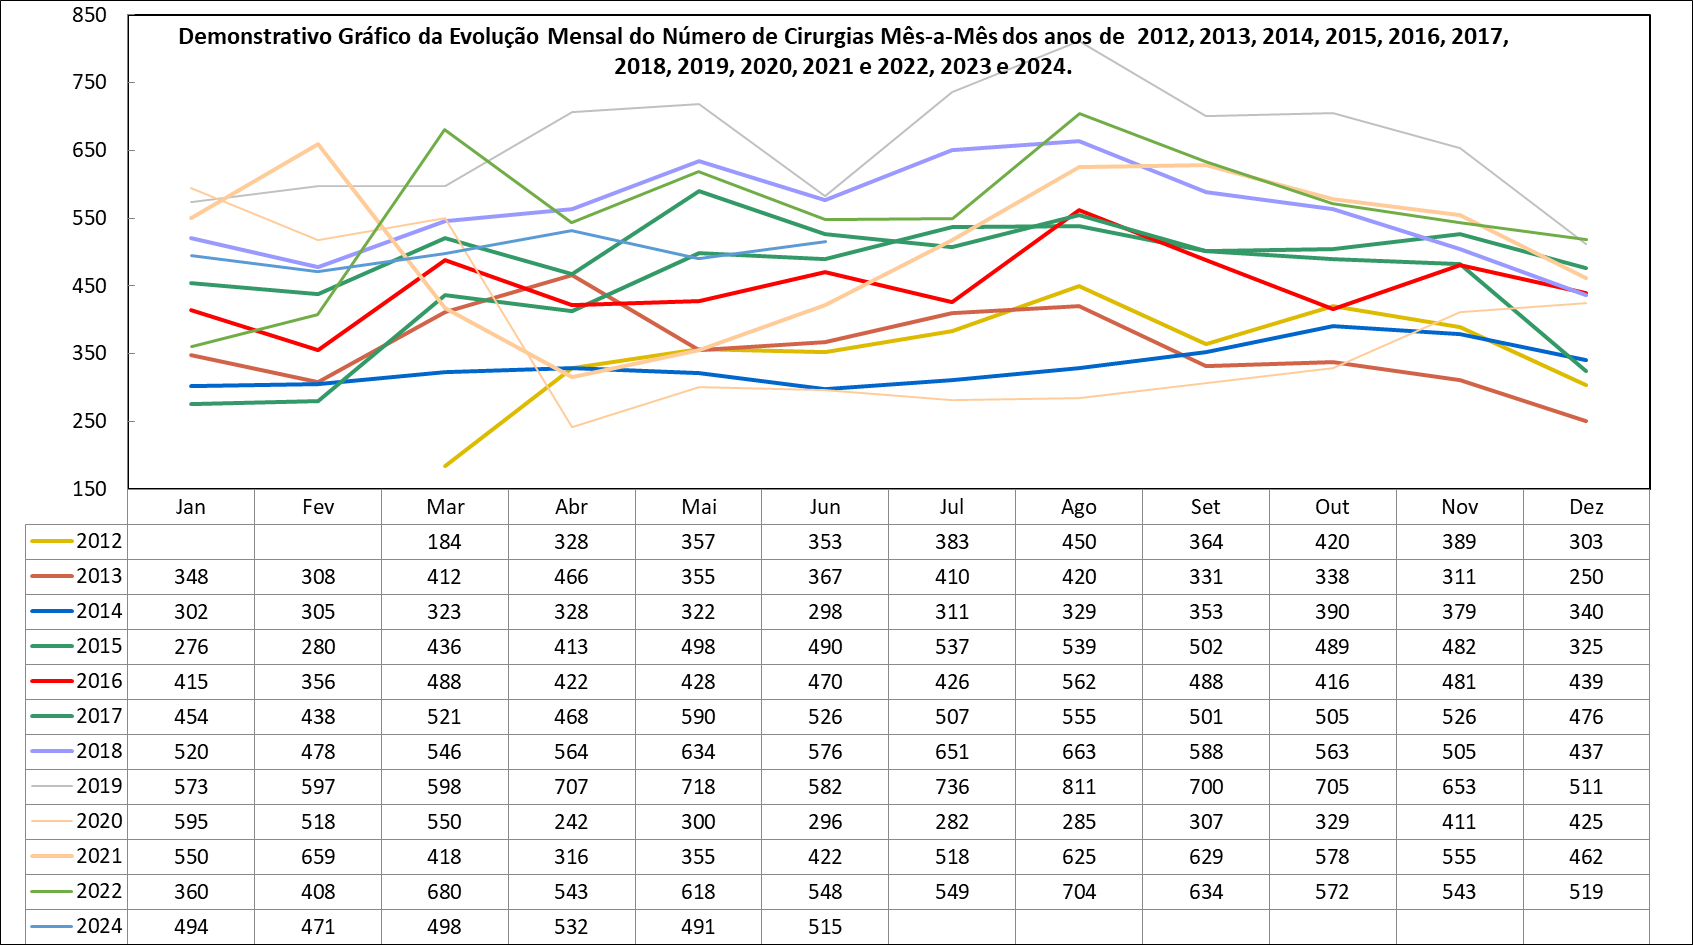 Demonstrativo Gráfico da Evolução Mensal do Número de Cirurgias Mês-a-Mês dos anos de 2012, 2013, 2014, 2015, 2016, 2017,
2018, 2019, 2020, 2021 e 2022, 2023 e 2024.
850
750
650
550
450
350
250
150
Jan Fev Mar Abr Mai Jun Jul Ago Set Out Nov Dez
2012 184 328 357 353 383 450 364 420 389 303
2013 348 308 412 466 355 367 410 420 331 338 311 250
2014 302 305 323 328 322 298 311 329 353 390 379 340
2015 276 280 436 413 498 490 537 539 502 489 482 325
2016 415 356 488 422 428 470 426 562 488 416 481 439
2017 454 438 521 468 590 526 507 555 501 505 526 476
2018 520 478 546 564 634 576 651 663 588 563 505 437
2019 573 597 598 707 718 582 736 811 700 705 653 511
2020 595 518 550 242 300 296 282 285 307 329 411 425
2021 550 659 418 316 355 422 518 625 629 578 555 462
2022 360 408 680 543 618 548 549 704 634 572 543 519
2024 494 471 498 532 491 515